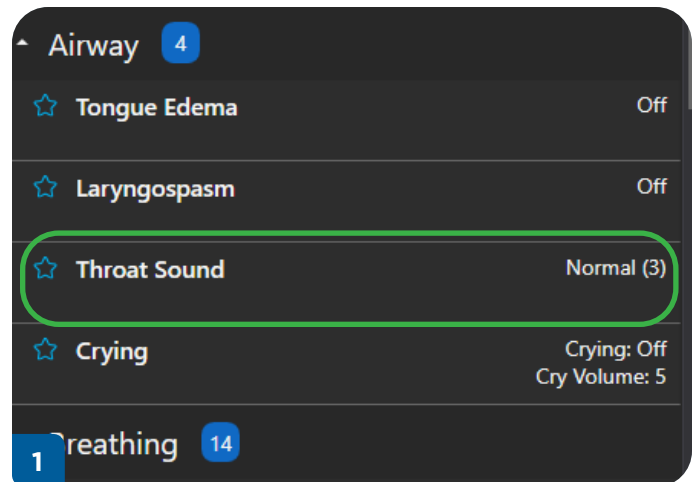 Airway 4
Tongue Edema Off
Laryngospasm Off
Throat Sound Normal (3)
Crying Crying: Off
Cry Volume: 5
reathing 14
1